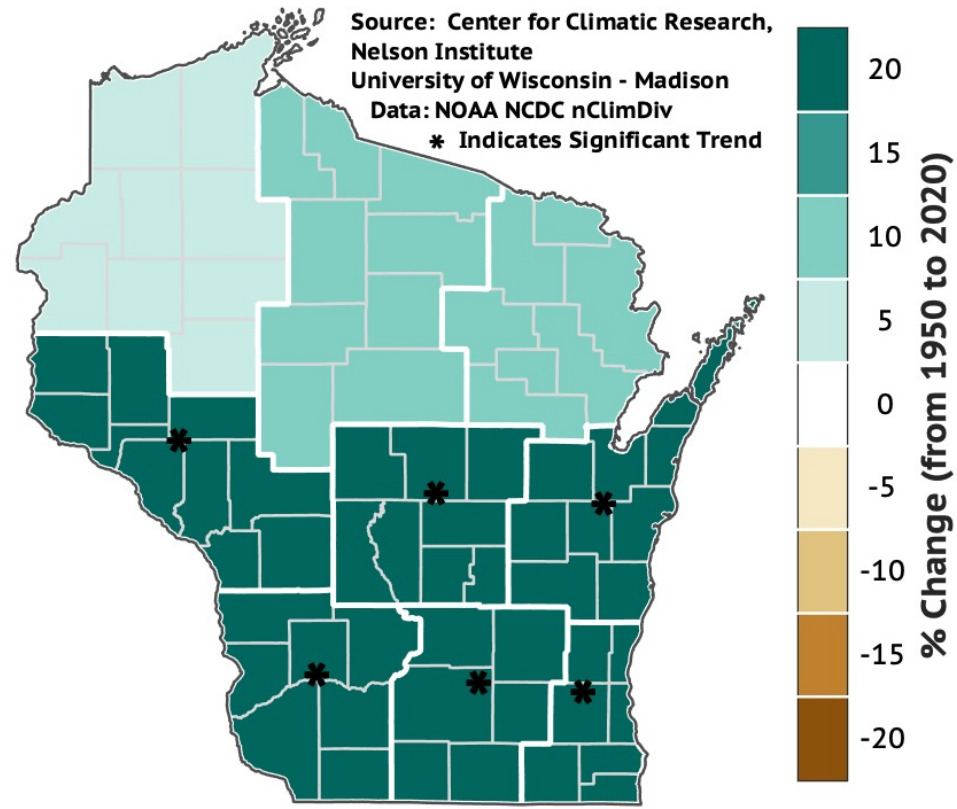 Source: Center for Climatic Research,
Nelson Institute
University of Wisconsin - Madison
Data: NOAA NCDC nClimDiv
* Indicates Significant Trend
20
15
10
5
0
-5
-10
-15
-20
% Change (from 1950 to 2020)